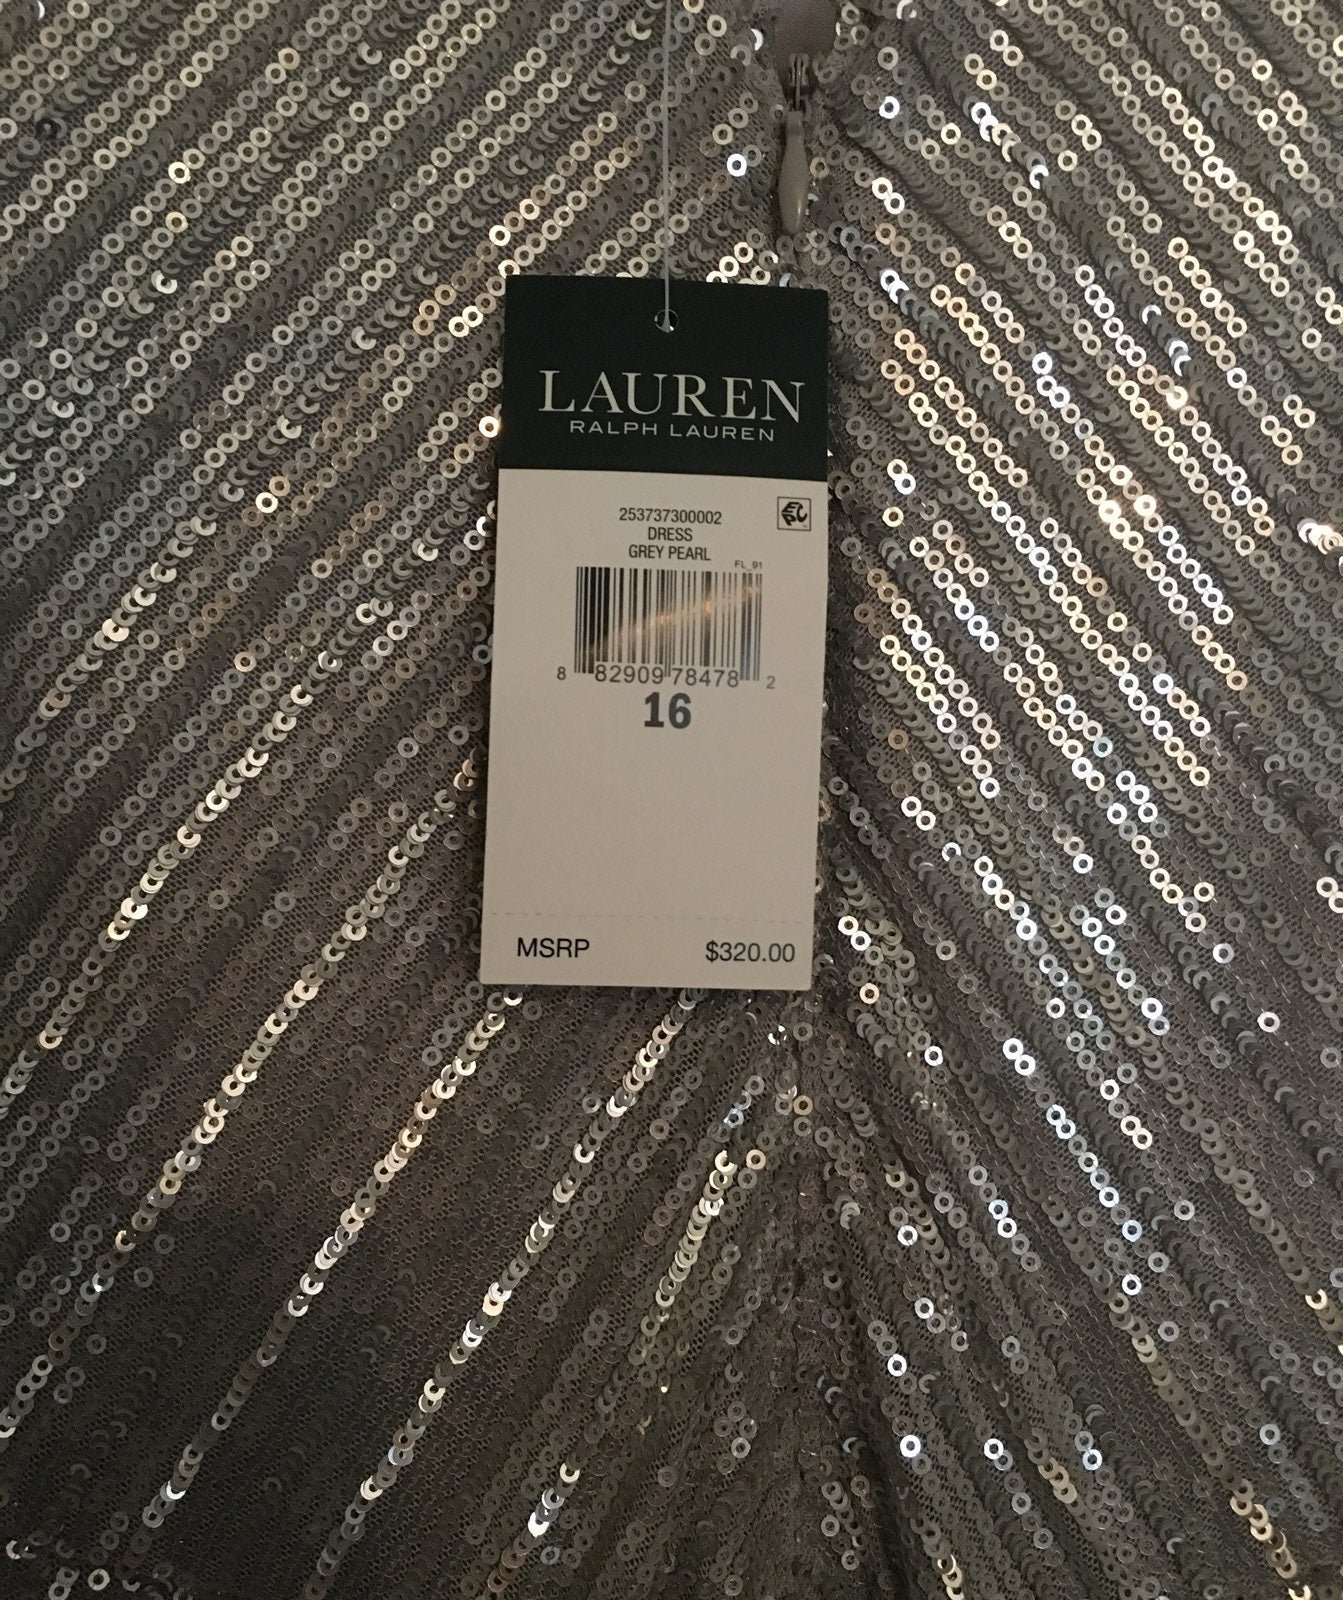 LAUREN
RALPH LAUREN
253737300002
DRESS
GREY PEARL
FL_91
8 82909 78478 2
16
MSRP $320.00